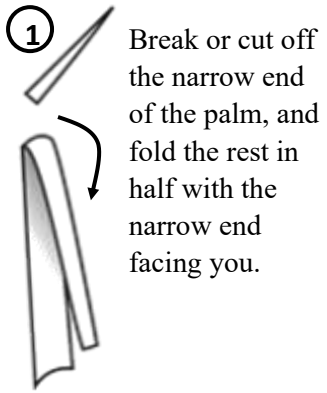 1
Break or cut off
the narrow end
of the palm, and
fold the rest in
half with the
narrow end
facing you.